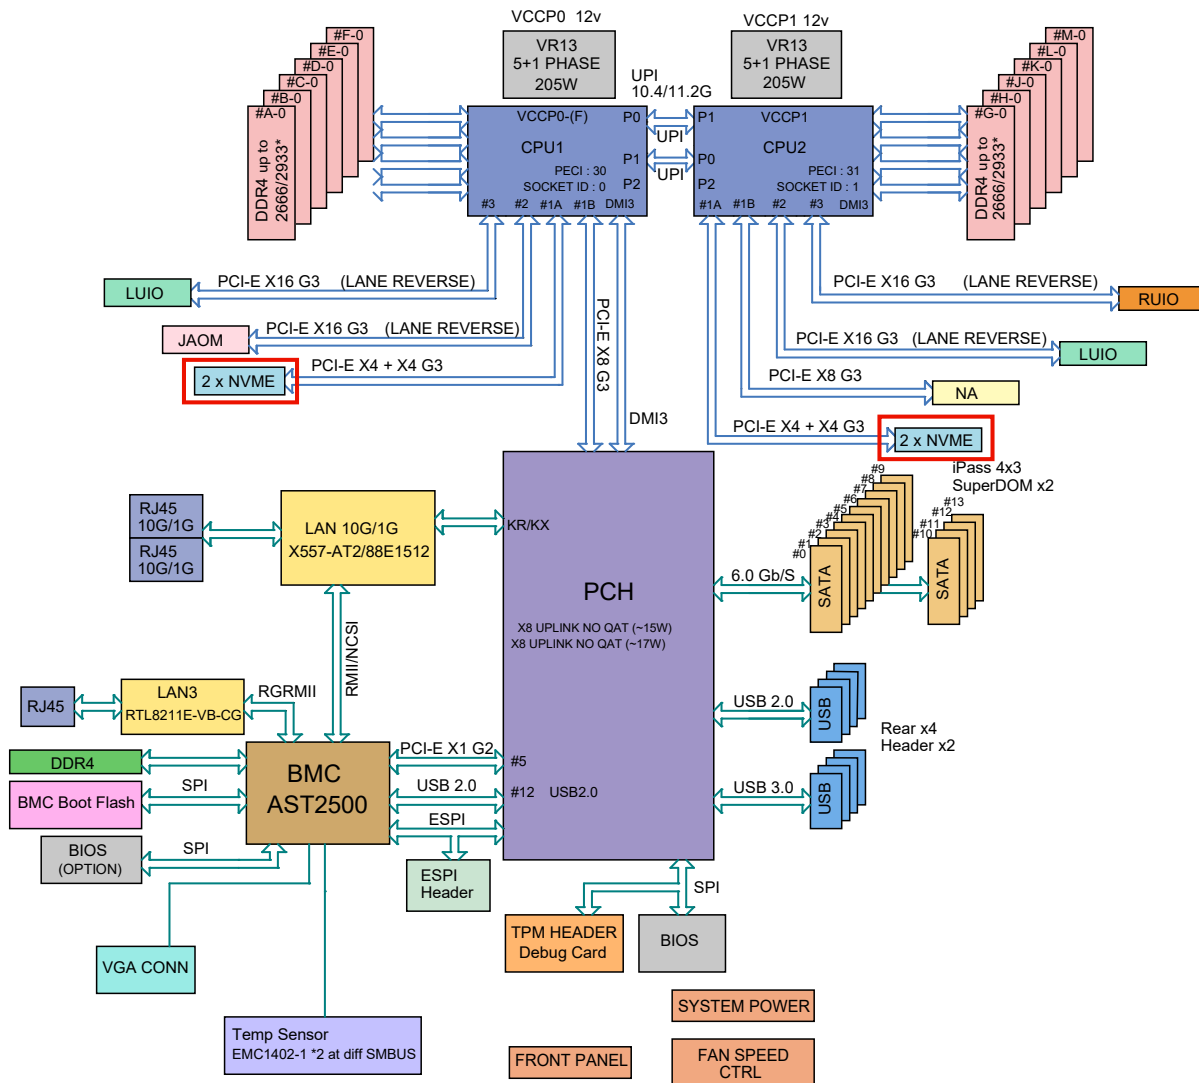 VCCP0 12v
VCCP1 12v
VR13
5+1 PHASE
205W
VR13
5+1 PHASE
205W
#F-0
#E-0
#D-0
#C-0
#B-0
#A-0
DDR4 up to
2666/2933*
#M-0
#L-0
#K-0
#J-0
#H-0
#G-0
DDR4 up to
2666/2933*
UPI
10.4/11.2G
UPI
UPI
VCCP0-(F)
P0
CPU1
P1
PECI : 30
SOCKET ID : 0
P2
#3
#2
#1A
#1B
DMI3
P1
VCCP1
CPU2
P0
PECI : 31
P2
SOCKET ID : 1
#1A
#1B
#2
#3
DMI3
LUIO
PCI-E X16 G3 (LANE REVERSE)
JAOM
PCI-E X16 G3 (LANE REVERSE)
2 x NVME
PCI-E X4 + X4 G3
PCI-E X8 G3
DMI3
PCI-E X16 G3 (LANE REVERSE)
RUIO
PCI-E X16 G3 (LANE REVERSE)
LUIO
PCI-E X8 G3
NA
PCI-E X4 + X4 G3
2 x NVME
iPass 4x3
SuperDOM x2
RJ45
10G/1G
RJ45
10G/1G
LAN 10G/1G
X557-AT2/88E1512
KR/KX
PCH
X8 UPLINK NO QAT (~15W)
X8 UPLINK NO QAT (~17W)
6.0 Gb/S
#0
#1
#2
#3
#4
#5
#6
#7
#8
#9
SATA
#10
#11
#12
#13
SATA
RMII/NCSI
RJ45
LAN3
RTL8211E-VB-CG
RGRMII
USB 2.0
USB
Rear x4
Header x2
USB 3.0
USB
DDR4
BMC Boot Flash
SPI
BIOS
(OPTION)
SPI
BMC
AST2500
PCI-E X1 G2
#5
USB 2.0
#12 USB2.0
ESPI
ESPI
Header
SPI
TPM HEADER
Debug Card
BIOS
VGA CONN
Temp Sensor
EMC1402-1 *2 at diff SMBUS
SYSTEM POWER
FRONT PANEL
FAN SPEED
CTRL